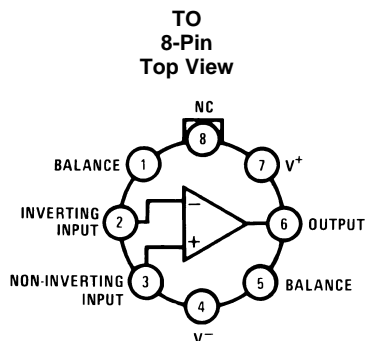 TO
8-Pin
Top View
NC
8
BALANCE 1
7 V+
INVERTING
INPUT
2
−
6 OUTPUT
+
NON-INVERTING
INPUT
3
5 BALANCE
4
V−